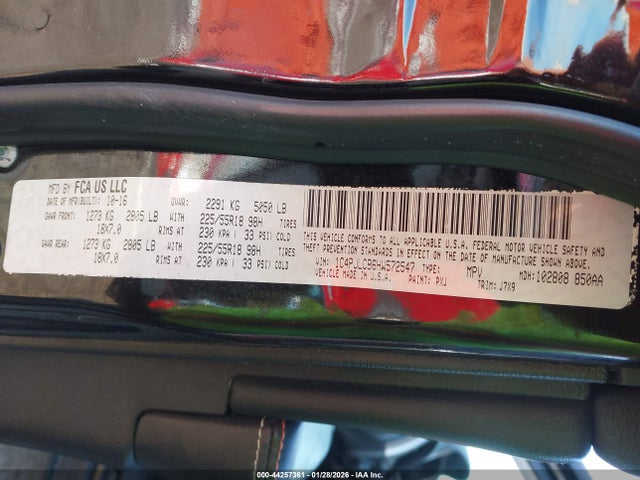 MFD BY FCA US LLC
DATE OF MFR(BUILT): 10-16 GVWR: 2291 KG 5050 LB
GAWR FRONT: 1273 KG 2805 LB WITH 225/55R18 98H TIRES
18X7.0 RIMS AT 230 KPA ( 33 PSI) COLD
GAWR REAR: 1273 KG 2805 LB WITH 225/55R18 98H TIRES
18X7.0 RIMS AT 230 KPA ( 33 PSI) COLD
THIS VEHICLE CONFORMS TO ALL APPLICABLE U.S.A. FEDERAL MOTOR VEHICLE SAFETY AND
THEFT PREVENTION STANDARDS IN EFFECT ON THE DATE OF MANUFACTURE SHOWN ABOVE.
VIN: 1C4PJLCB6HW572547 TYPE: MPV MDH: 102808 850AA
VEHICLE MADE IN U.S.A. PAINT: PXJ TRIM: J7X9
000-44257361 | 01/28/2026 | IAA Inc.